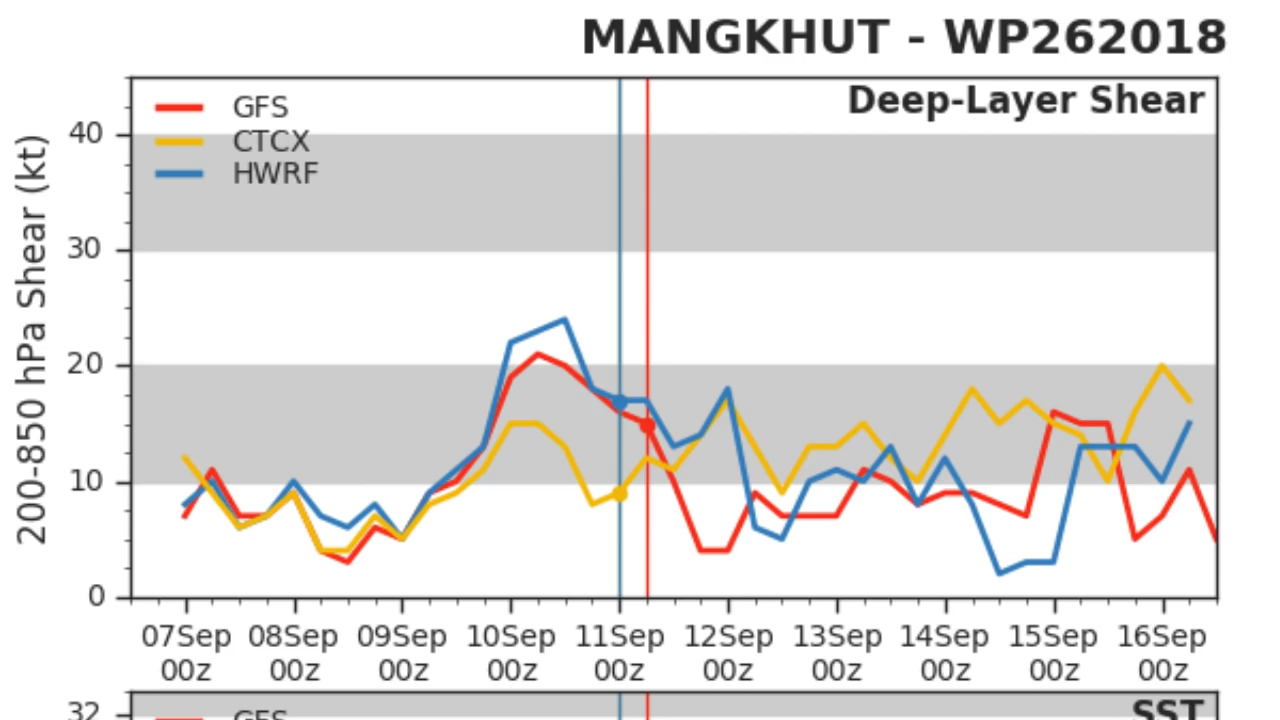 MANGKHUT - WP262018
Deep-Layer Shear
GFS
CTCX
HWRF
200-850 hPa Shear (kt)
40
30
20
10
0
07Sep 08Sep 09Sep 10Sep 11Sep 12Sep 13Sep 14Sep 15Sep 16Sep
00z 00z 00z 00z 00z 00z 00z 00z 00z 00z
32
GFS
SST